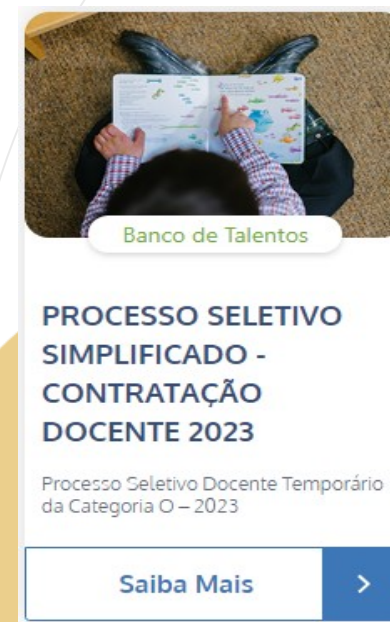 Banco de Talentos
PROCESSO SELETIVO
SIMPLIFICADO -
CONTRATAÇÃO
DOCENTE 2023
Processo Seletivo Docente Temporário
da Categoria O – 2023
Saiba Mais